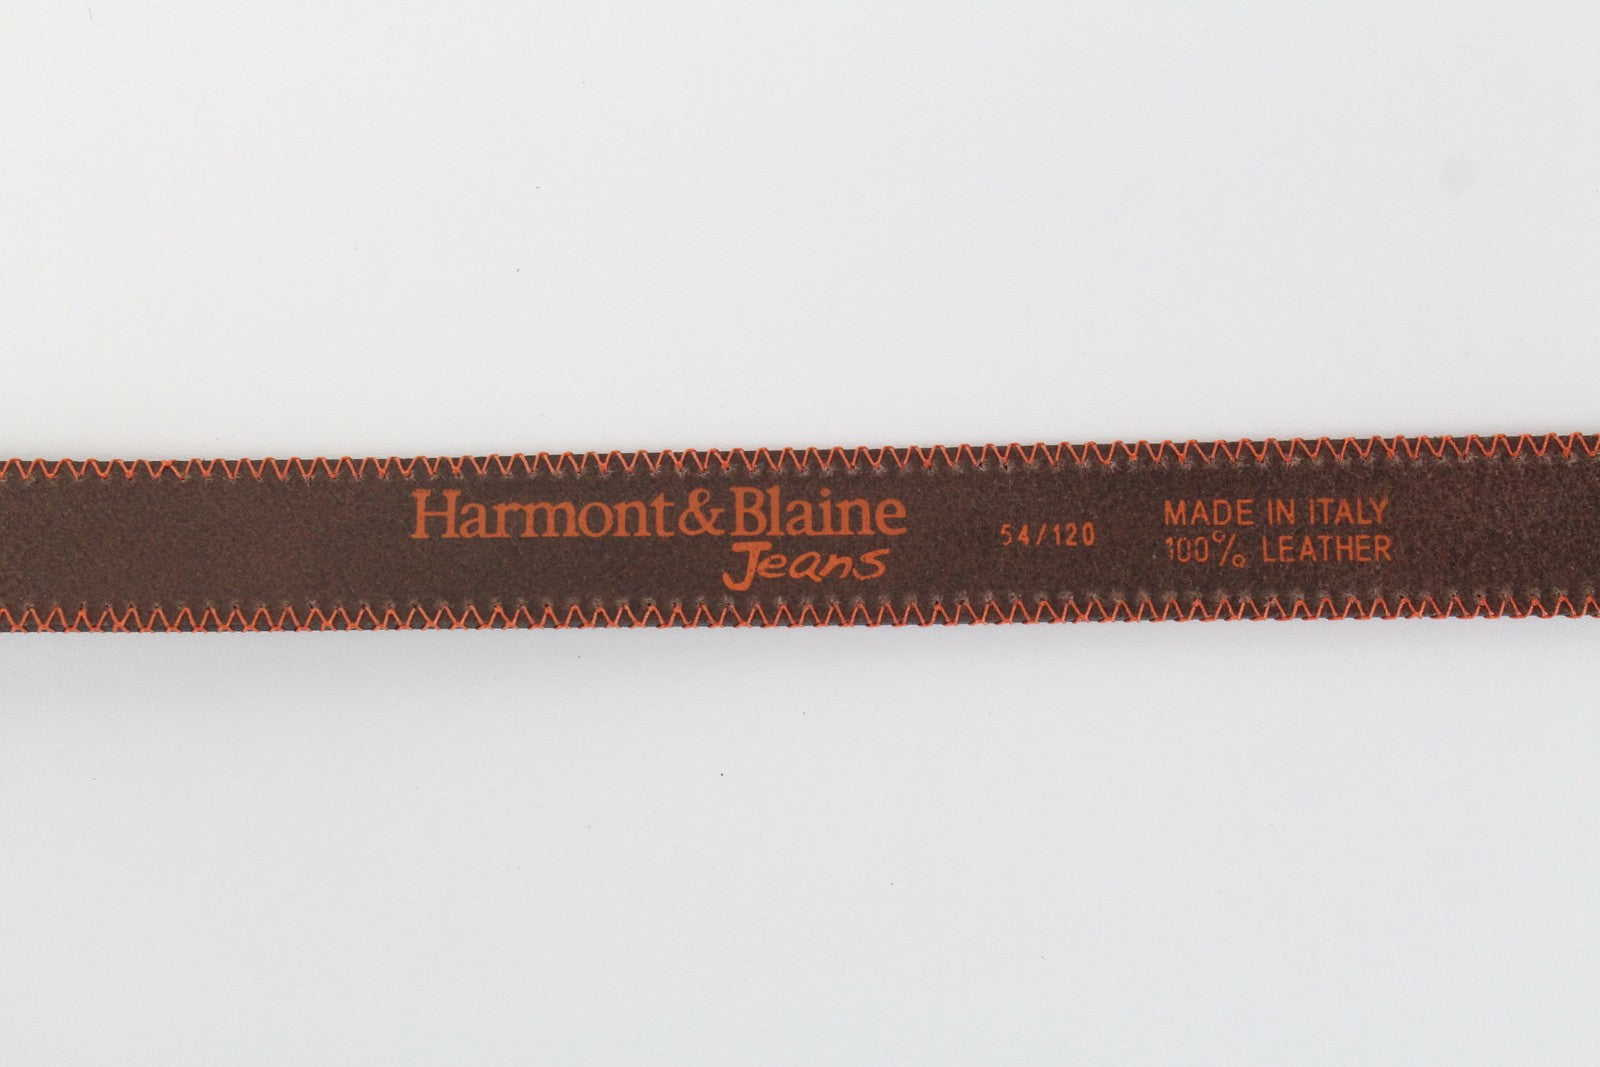 Harmont&Blaine
Jeans
54/120
MADE IN ITALY
100% LEATHER